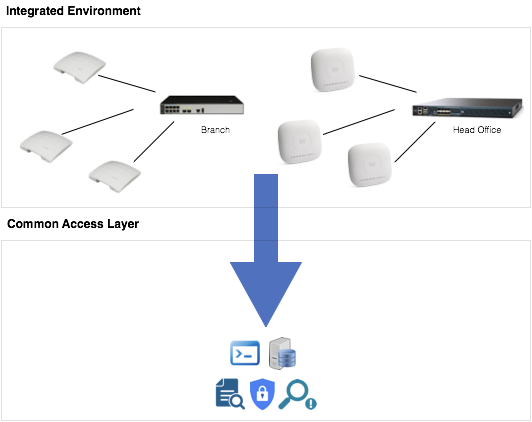 Integrated Environment
Branch
Head Office
Common Access Layer